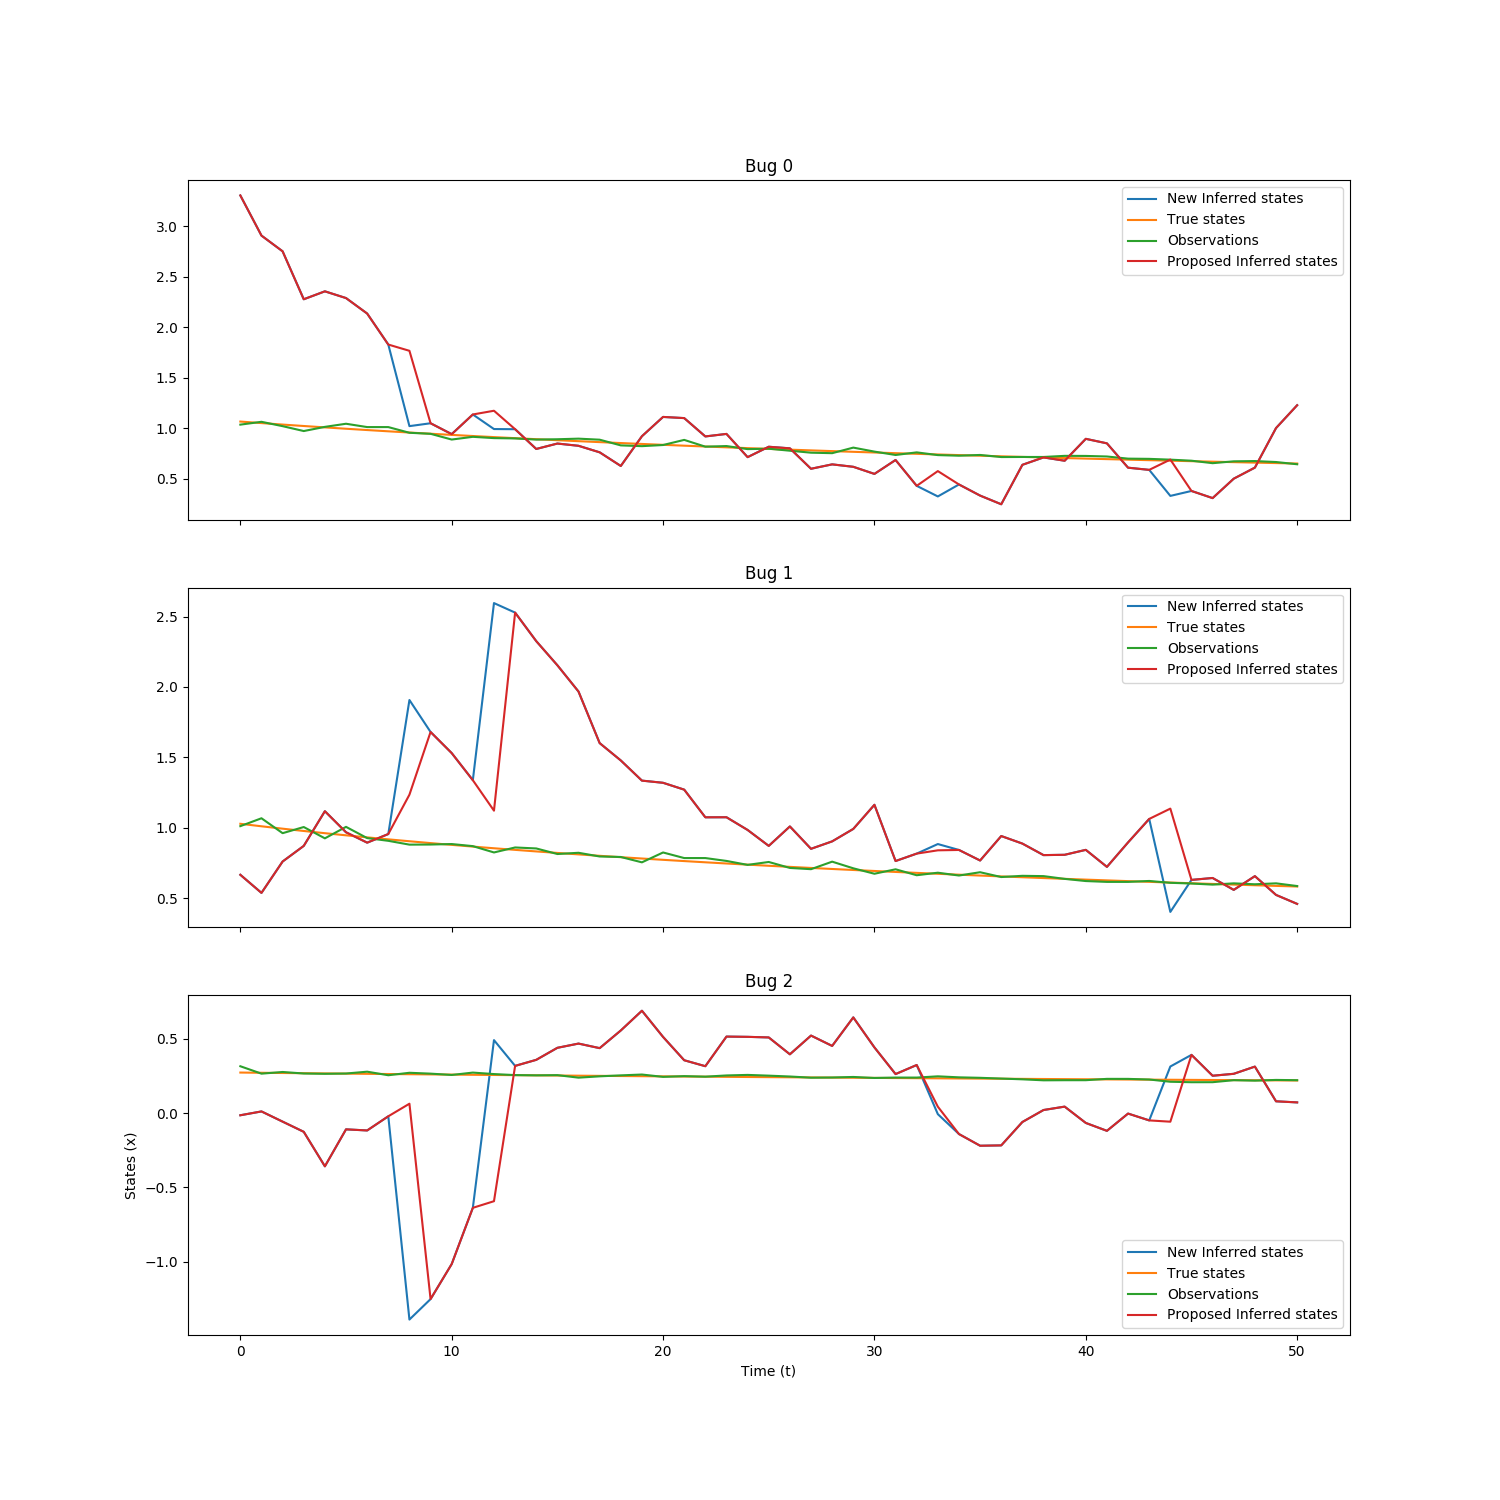 Bug 0
3.0
2.5
2.0
1.5
1.0
0.5
New Inferred states
True states
Observations
Proposed Inferred states
Bug 1
2.5
2.0
1.5
1.0
0.5
New Inferred states
True states
Observations
Proposed Inferred states
Bug 2
States (x)
0.5
0.0
−0.5
−1.0
New Inferred states
True states
Observations
Proposed Inferred states
0 10 20 30 40 50
Time (t)